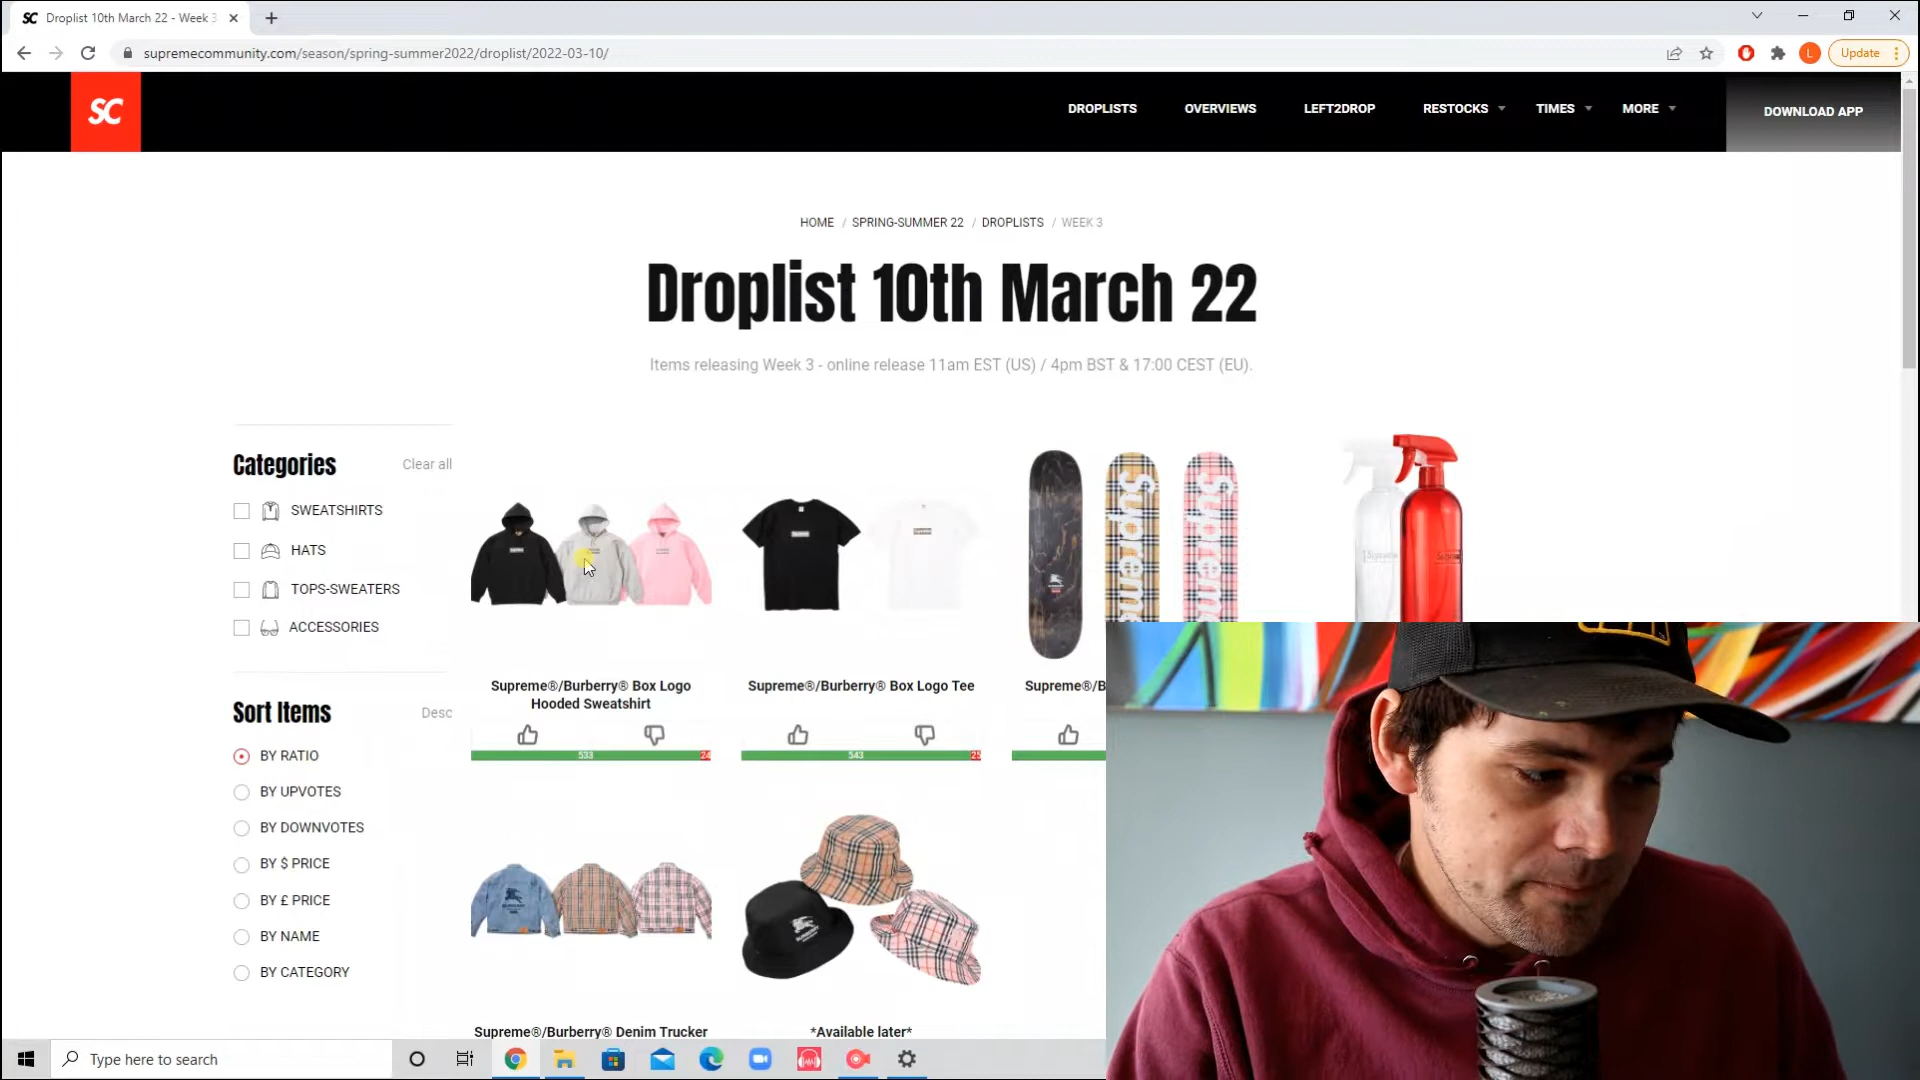 SC Droplist 10th March 22 - Week 3
supremecommunity.com/season/spring-summer2022/droplist/2022-03-10/
L
Update
SC
DROPLISTS
OVERVIEWS
LEFT2DROP
RESTOCKS
TIMES
MORE
DOWNLOAD APP
HOME / SPRING-SUMMER 22 / DROPLISTS / WEEK 3
Droplist 10th March 22
Items releasing Week 3 - online release 11am EST (US) / 4pm BST & 17:00 CEST (EU).
Categories
Clear all
SWEATSHIRTS
HATS
TOPS-SWEATERS
ACCESSORIES
Sort Items
Desc
BY RATIO
BY UPVOTES
BY DOWNVOTES
BY $ PRICE
BY £ PRICE
BY NAME
BY CATEGORY
Supreme
Supreme
Supreme®/Burberry® Box Logo
Hooded Sweatshirt
533
24
Supreme®/Burberry® Box Logo Tee
543
25
Supreme®/B
Supreme®/Burberry® Denim Trucker
*Available later*
Type here to search